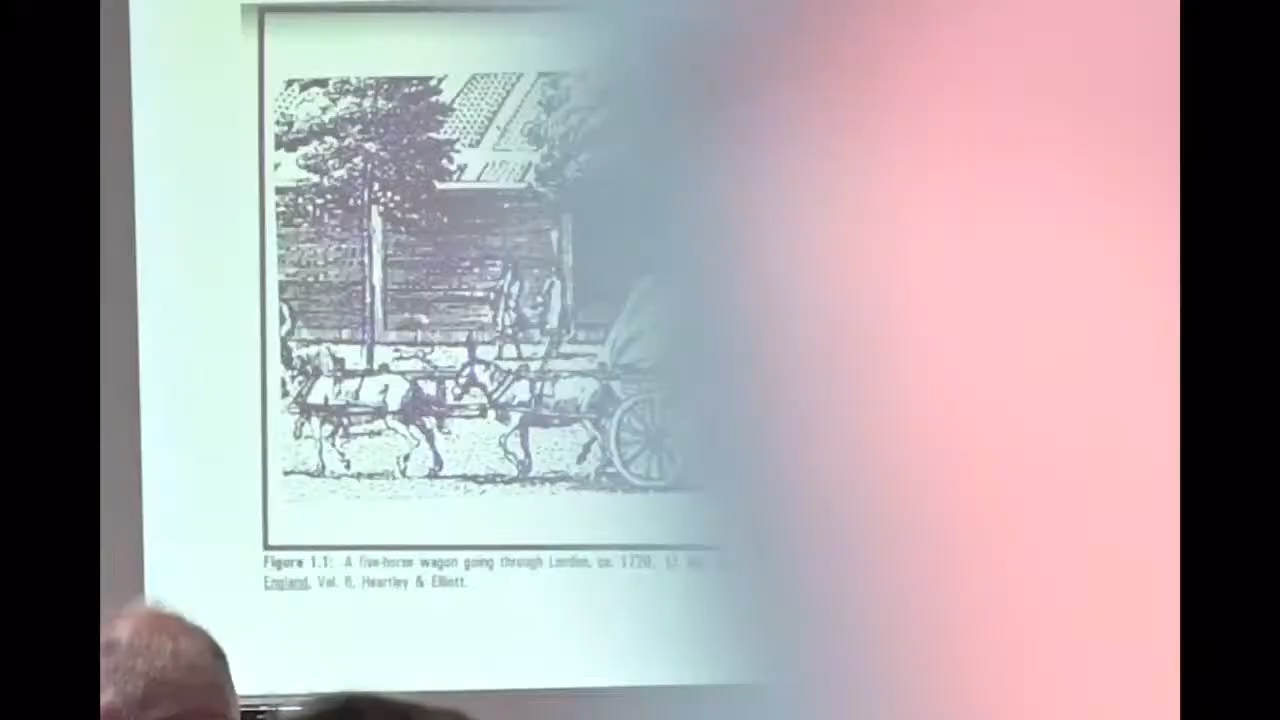 Figure 1.1: A five-horse wagon going through London, ca. 1720.
England, Vol. 6, Heartley & Elliott.